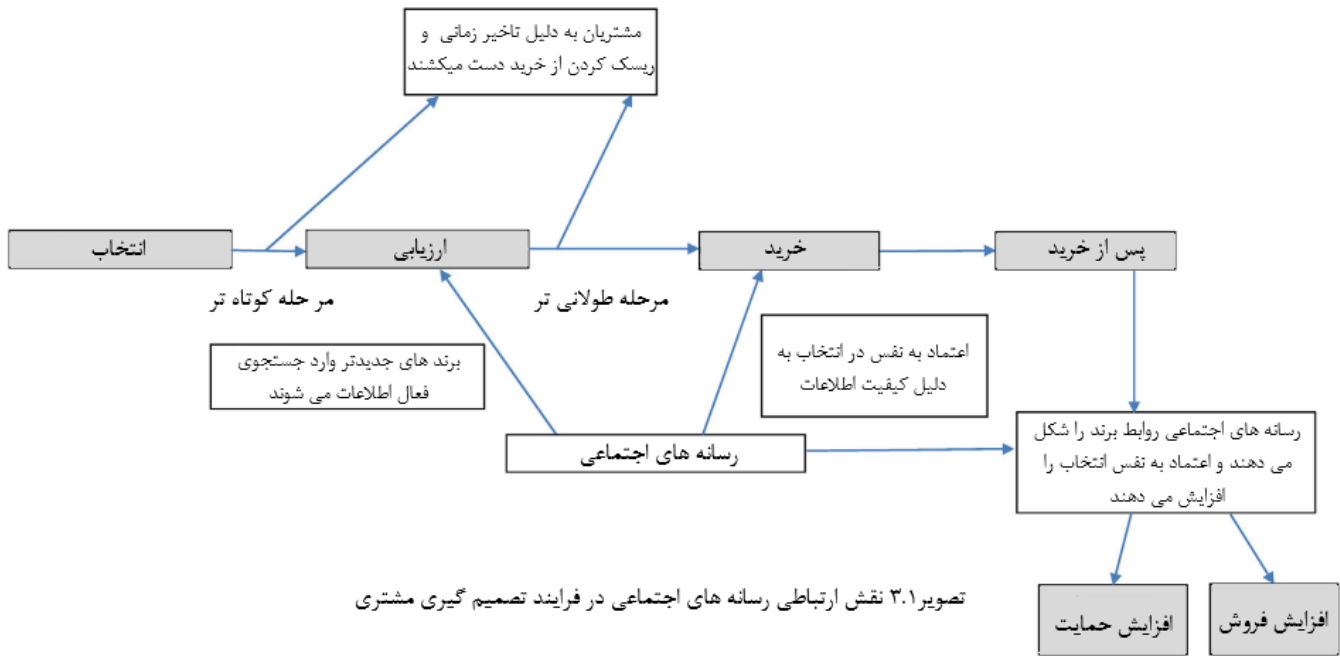 مشتریان به دلیل تاخیر زمانی و
ریسک کردن از خرید دست میکشند
انتخاب
ارزیابی
خرید
پس از خرید
مر حله کوتاه تر
مرحله طولانی تر
برند های جدیدتر وارد جستجوی
فعال اطلاعات می شوند
اعتماد به نفس در انتخاب به
دلیل کیفیت اطلاعات
رسانه های اجتماعی
رسانه های اجتماعی روابط برند را شکل
می دهند و اعتماد به نفس انتخاب را
افزایش می دهند
افزایش حمایت
افزایش فروش
تصویر۳.۱ نقش ارتباطی رسانه های اجتماعی در فرایند تصمیم گیری مشتری